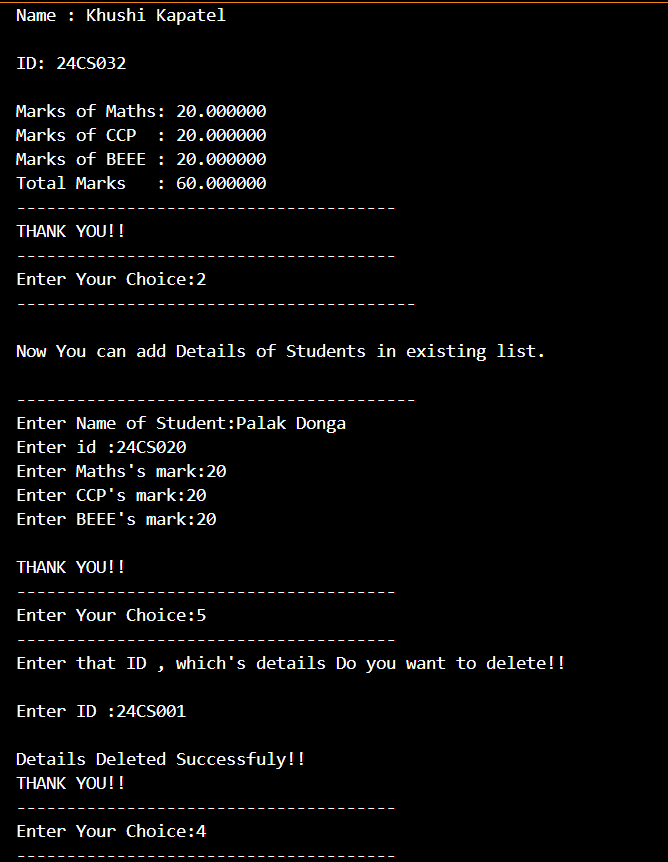 Name : Khushi Kapatel
ID: 24CS032
Marks of Maths: 20.000000
Marks of CCP  : 20.000000
Marks of BEEE : 20.000000
Total Marks   : 60.000000
--------------------------------------
THANK YOU!!
--------------------------------------
Enter Your Choice:2
----------------------------------------
Now You can add Details of Students in existing list.
----------------------------------------
Enter Name of Student:Palak Donga
Enter id :24CS020
Enter Maths's mark:20
Enter CCP's mark:20
Enter BEEE's mark:20
THANK YOU!!
--------------------------------------
Enter Your Choice:5
--------------------------------------
Enter that ID , which's details Do you want to delete!!
Enter ID :24CS001
Details Deleted Successfuly!!
THANK YOU!!
--------------------------------------
Enter Your Choice:4
--------------------------------------